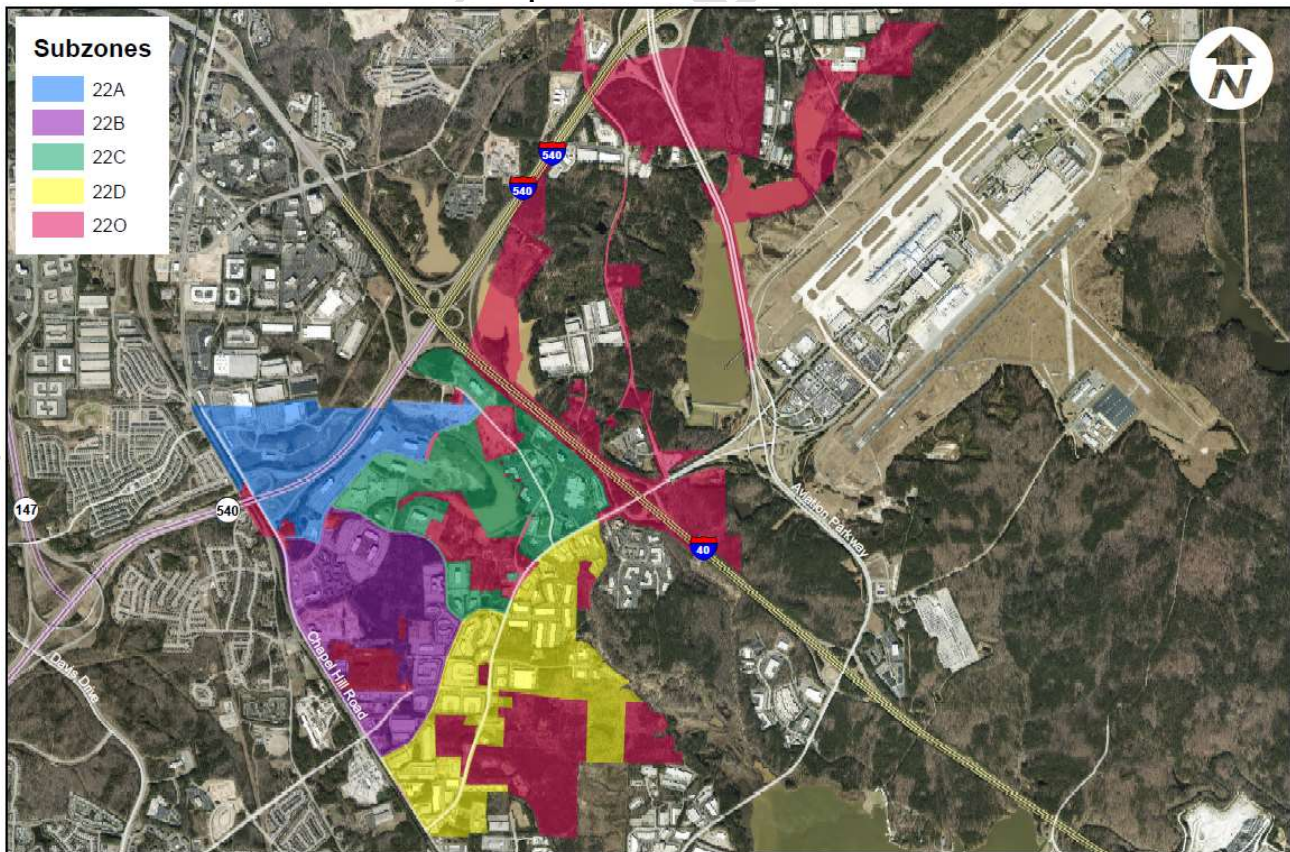 Subzones
22A
22B
22C
22D
22O
N
540
540
147
540
40
Aviation Parkway
Chapel Hill Road
Davis Drive